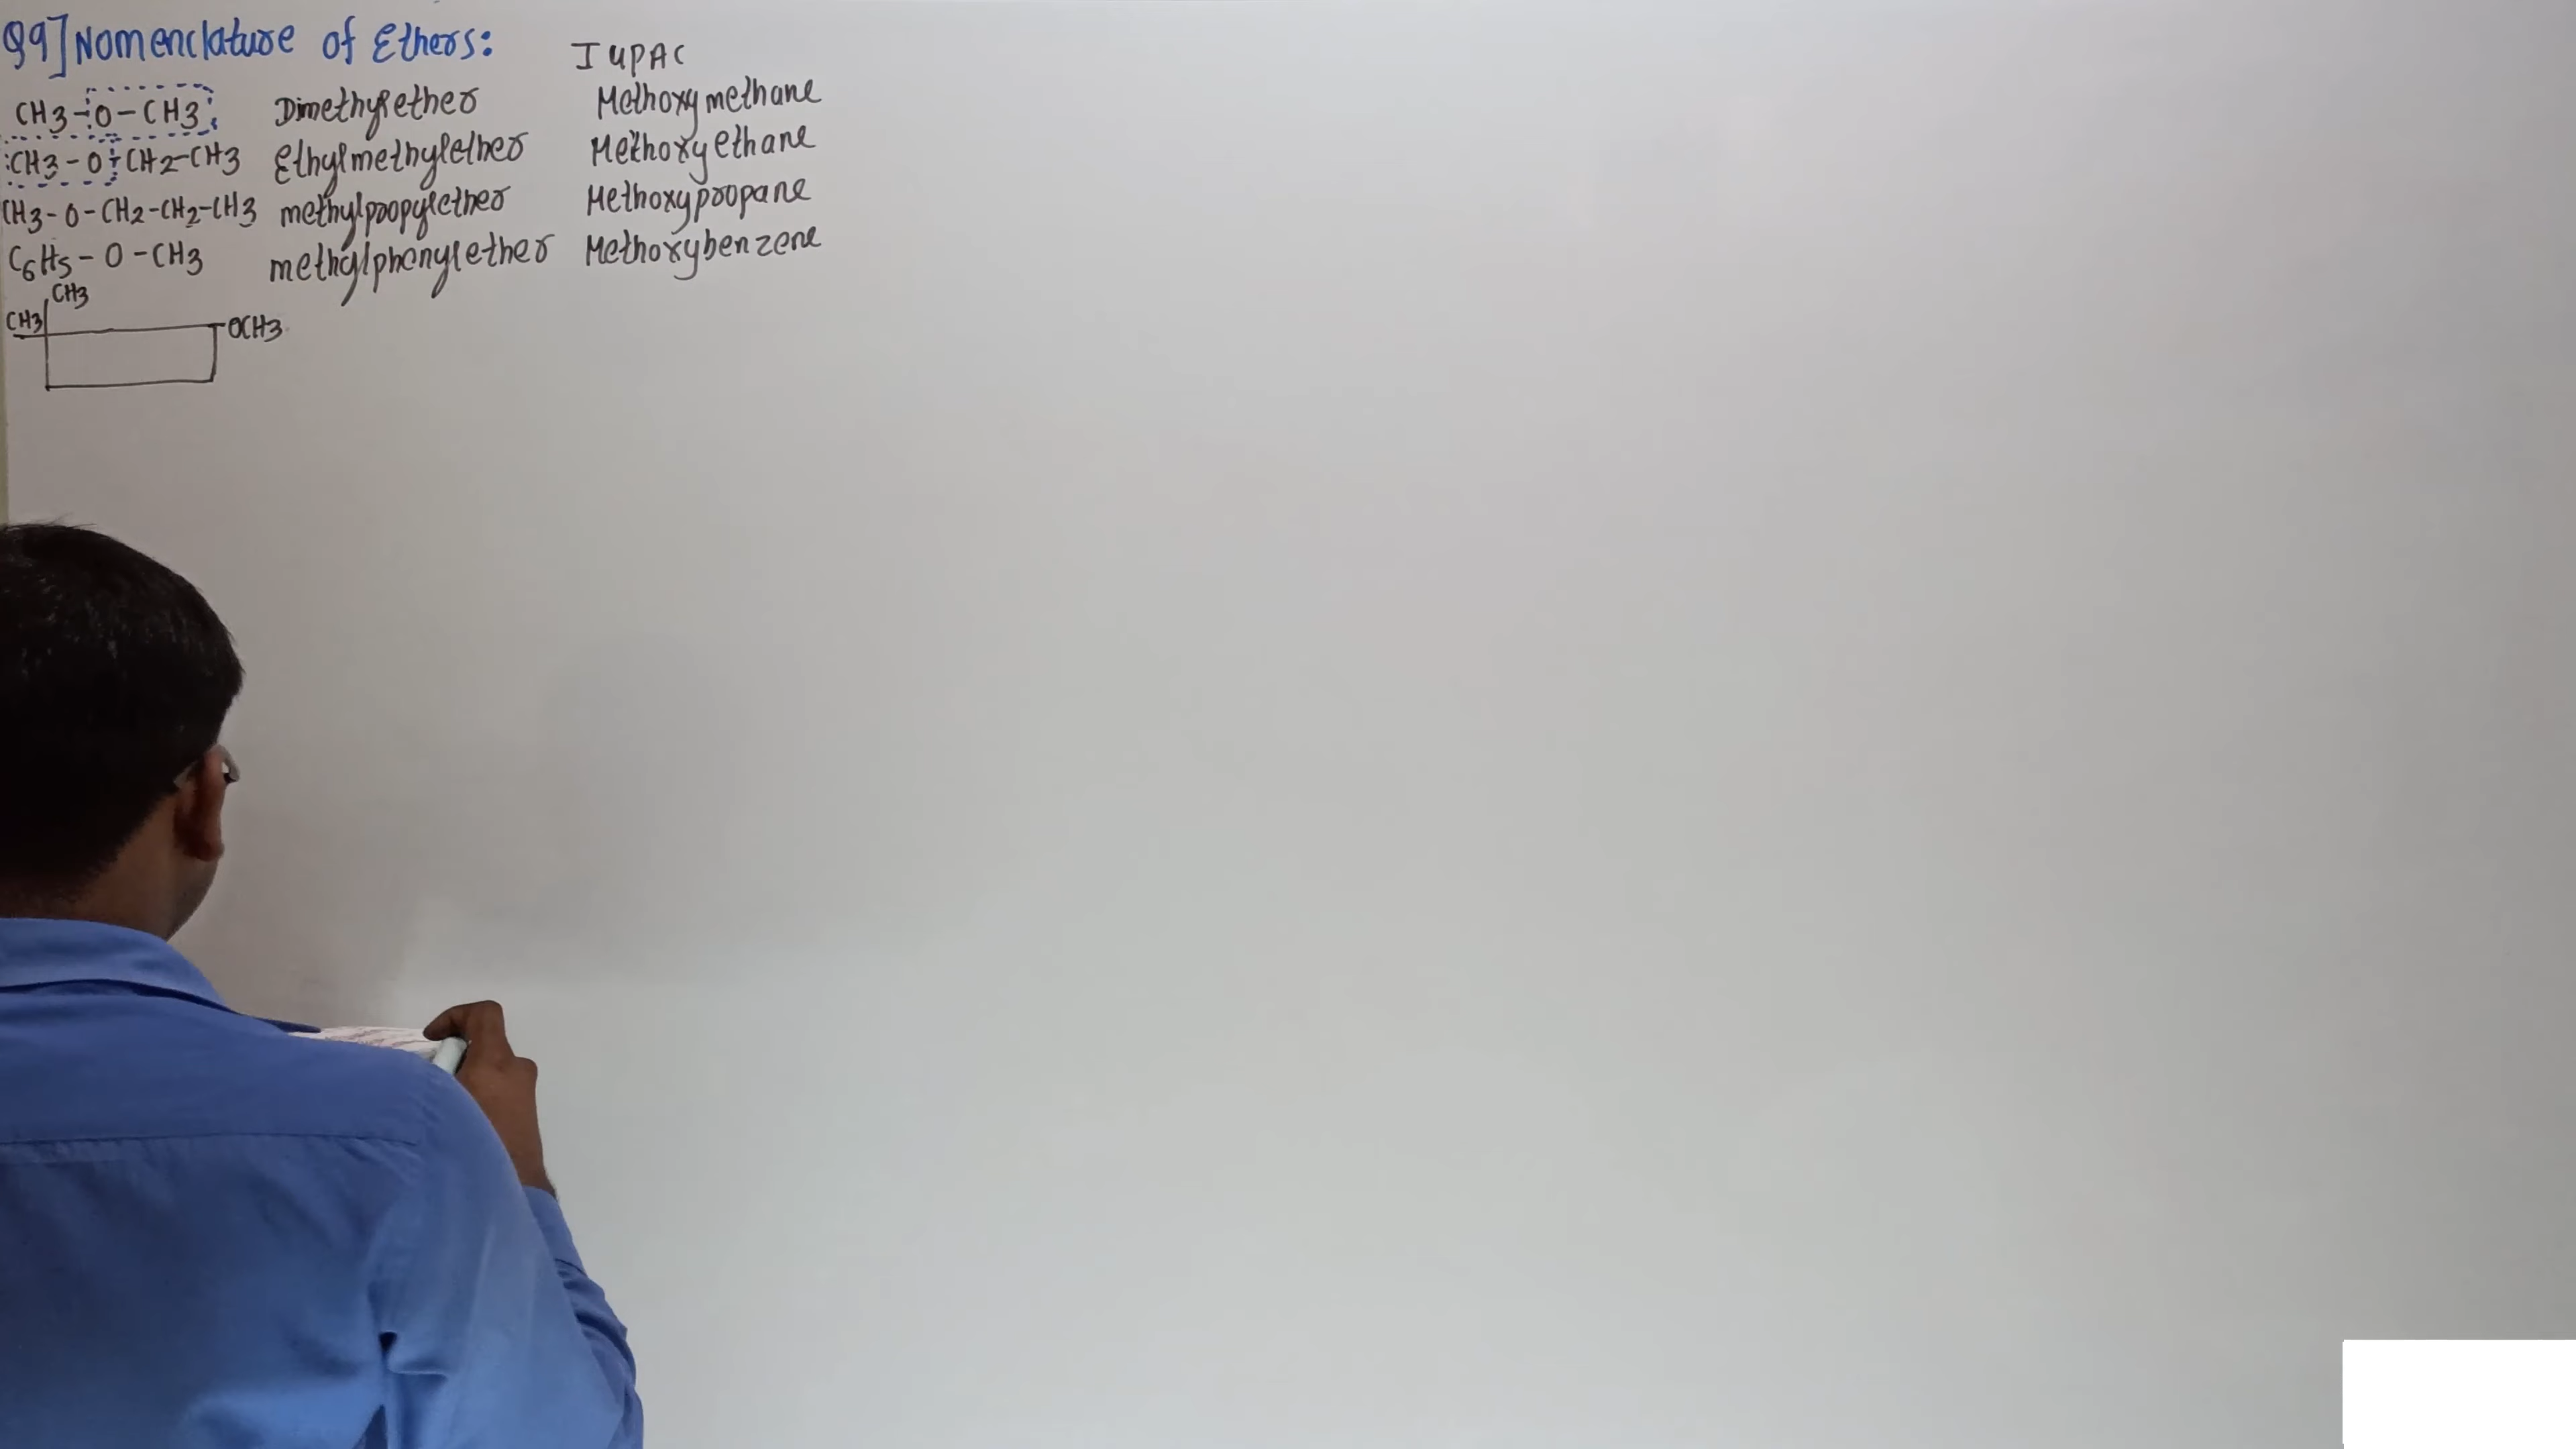 Q9] Nomenclature of Ethers:
IUPAC
CH3-O-CH3 Dimethylether Methoxymethane
CH3-O-CH2-CH3 Ethylmethylether Methoxyethane
CH3-O-CH2-CH2-CH3 methylpropylether Methoxypropane
C6H5-O-CH3 methylphenylether Methoxybenzene
CH3
CH3 OCH3